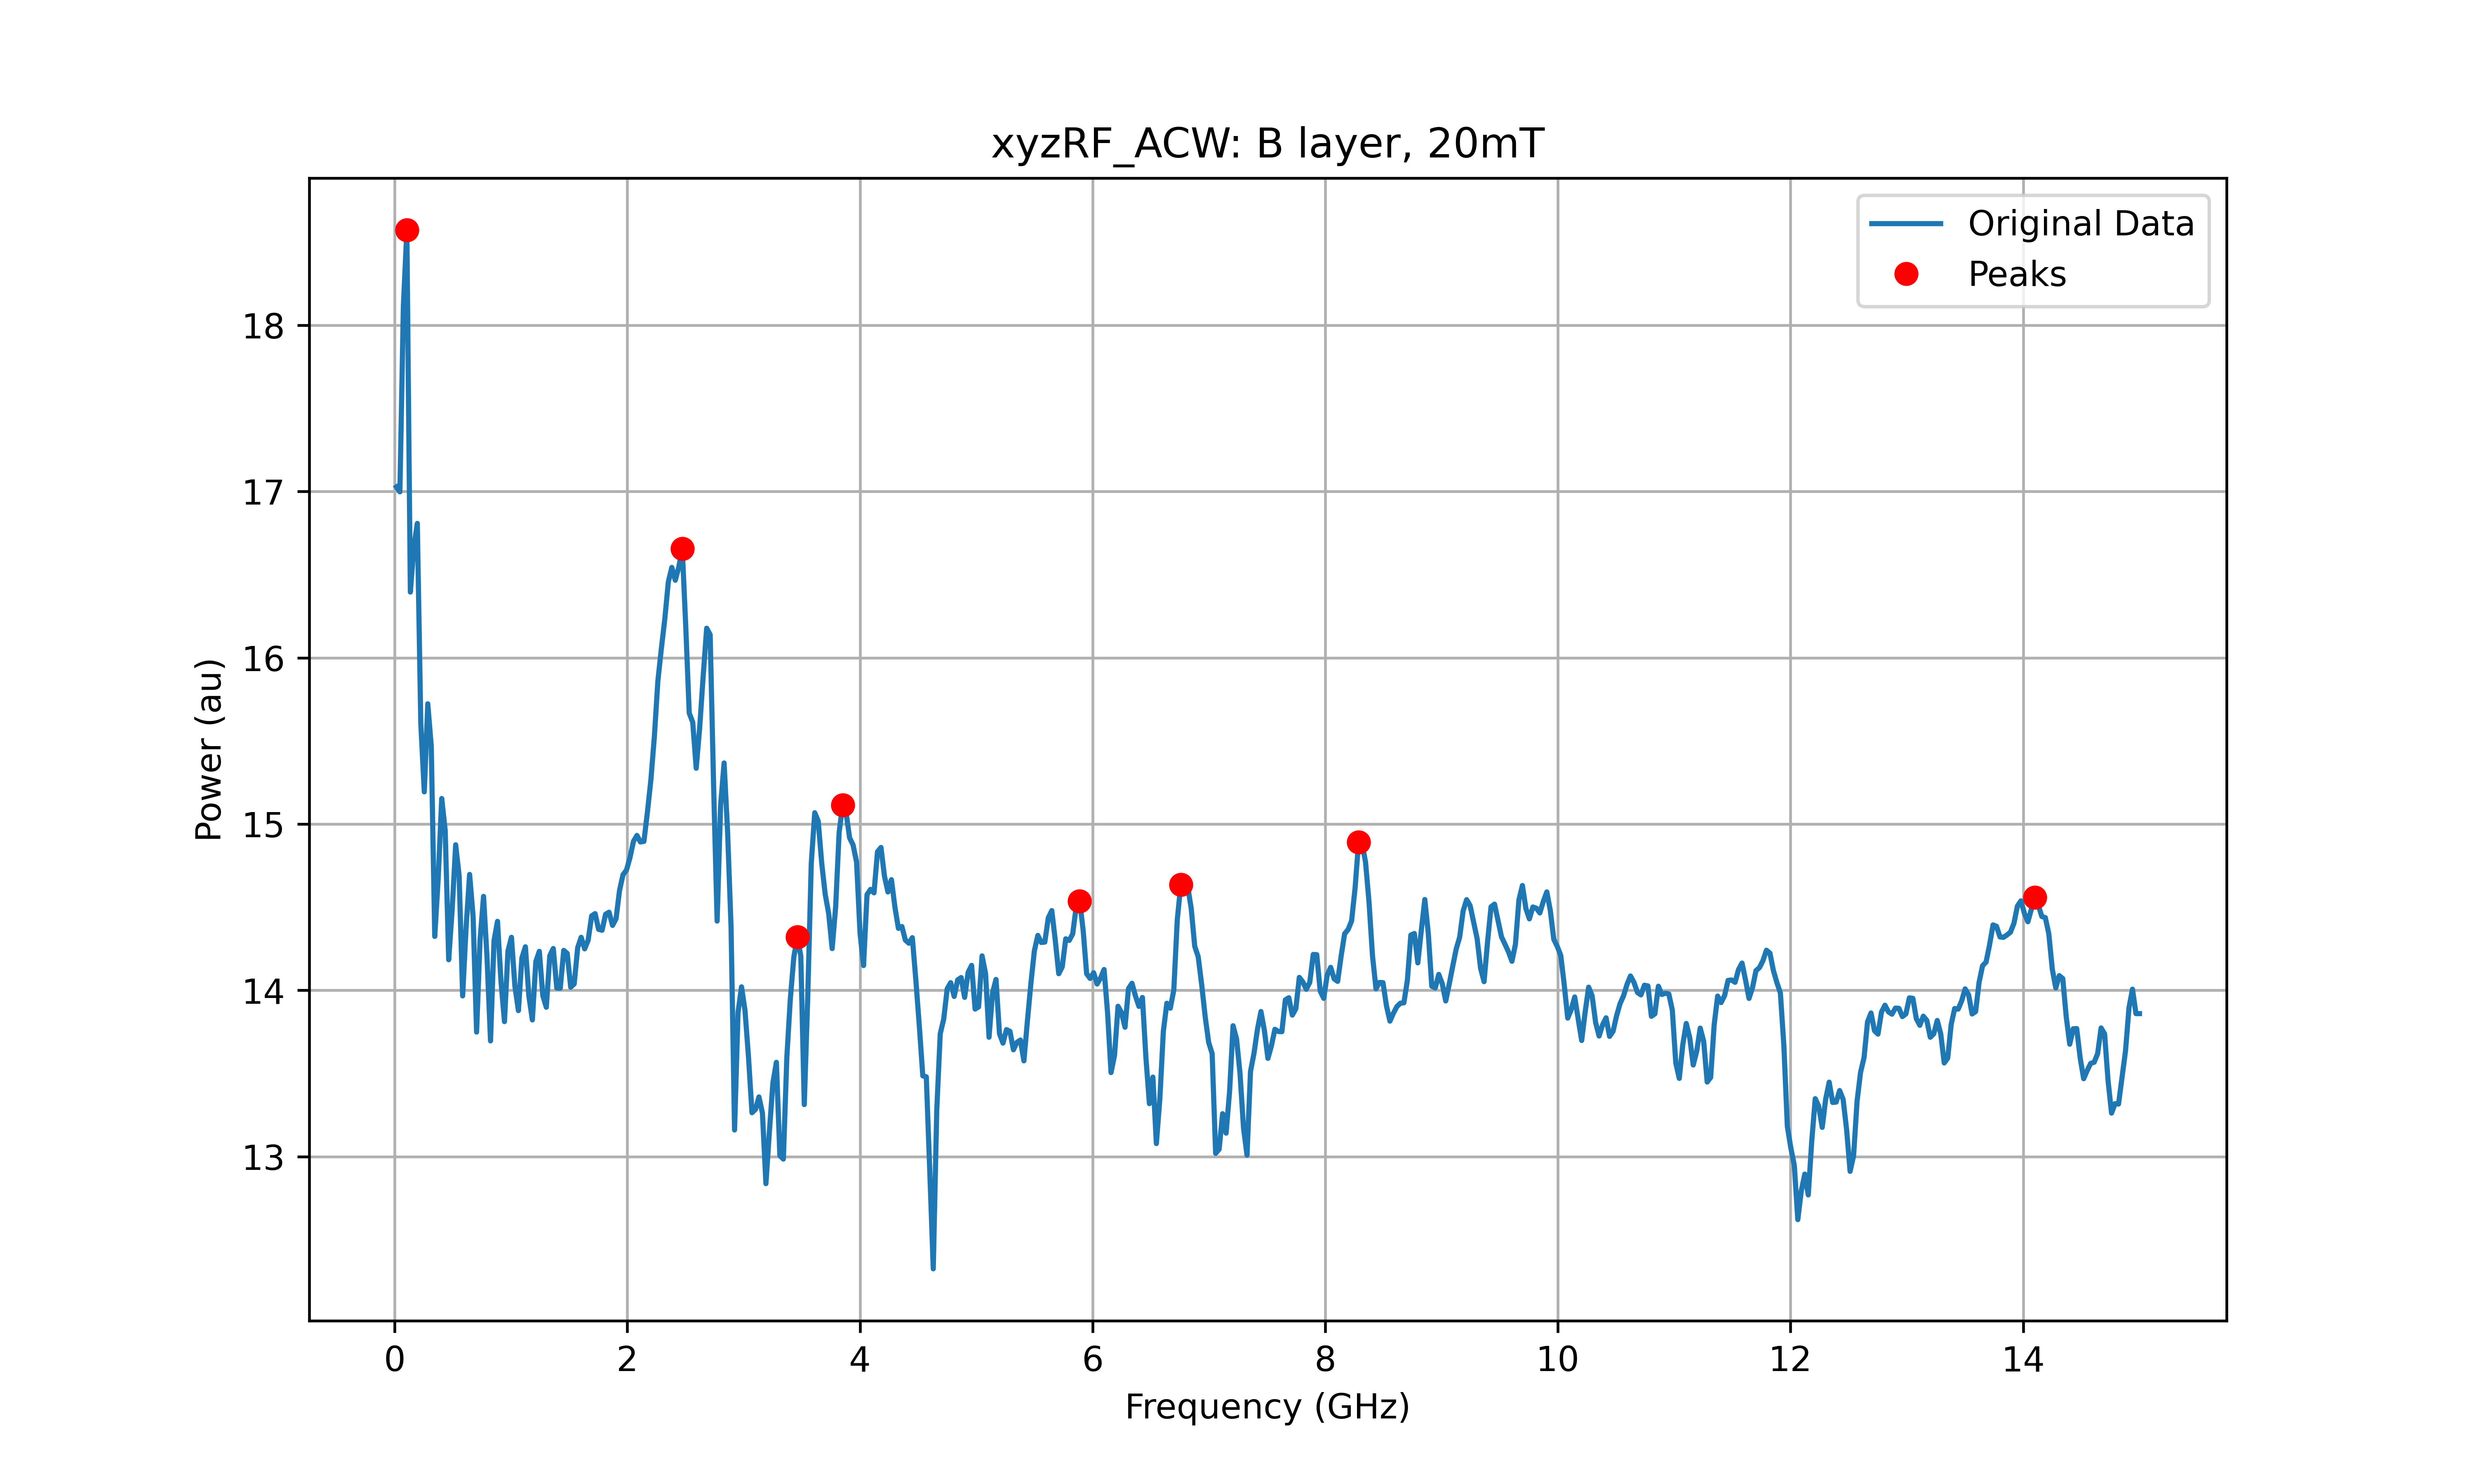 xyzRF_ACW: B layer, 20mT
Original Data
Peaks
18
17
16
15
14
13
Power (au)
0 2 4 6 8 10 12 14
Frequency (GHz)